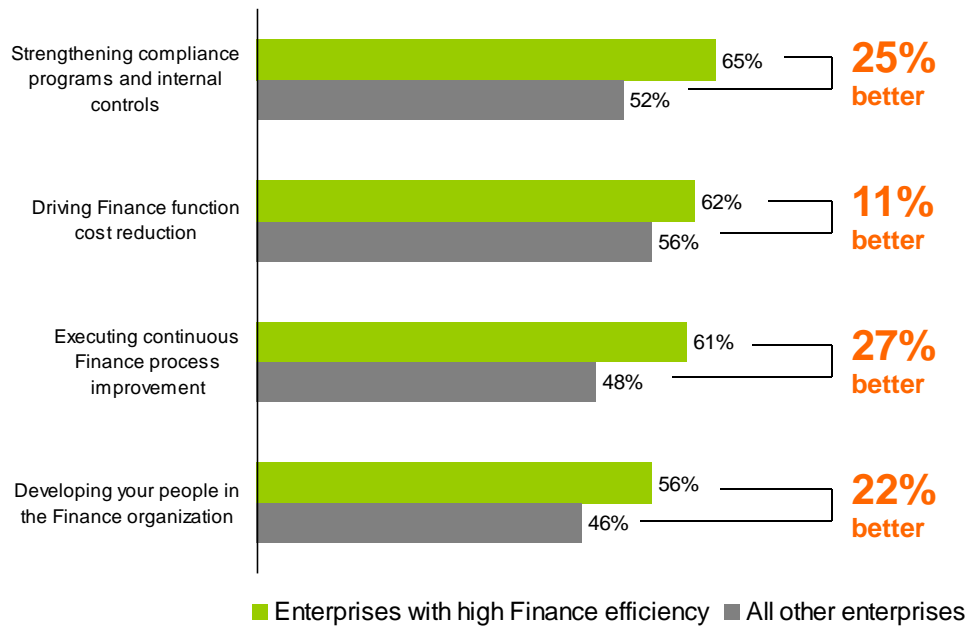 Strengthening compliance
programs and internal
controls
65%
52%
25%
better
Driving Finance function
cost reduction
62%
56%
11%
better
Executing continuous
Finance process
improvement
61%
48%
27%
better
Developing your people in
the Finance organization
56%
46%
22%
better
Enterprises with high Finance efficiency All other enterprises